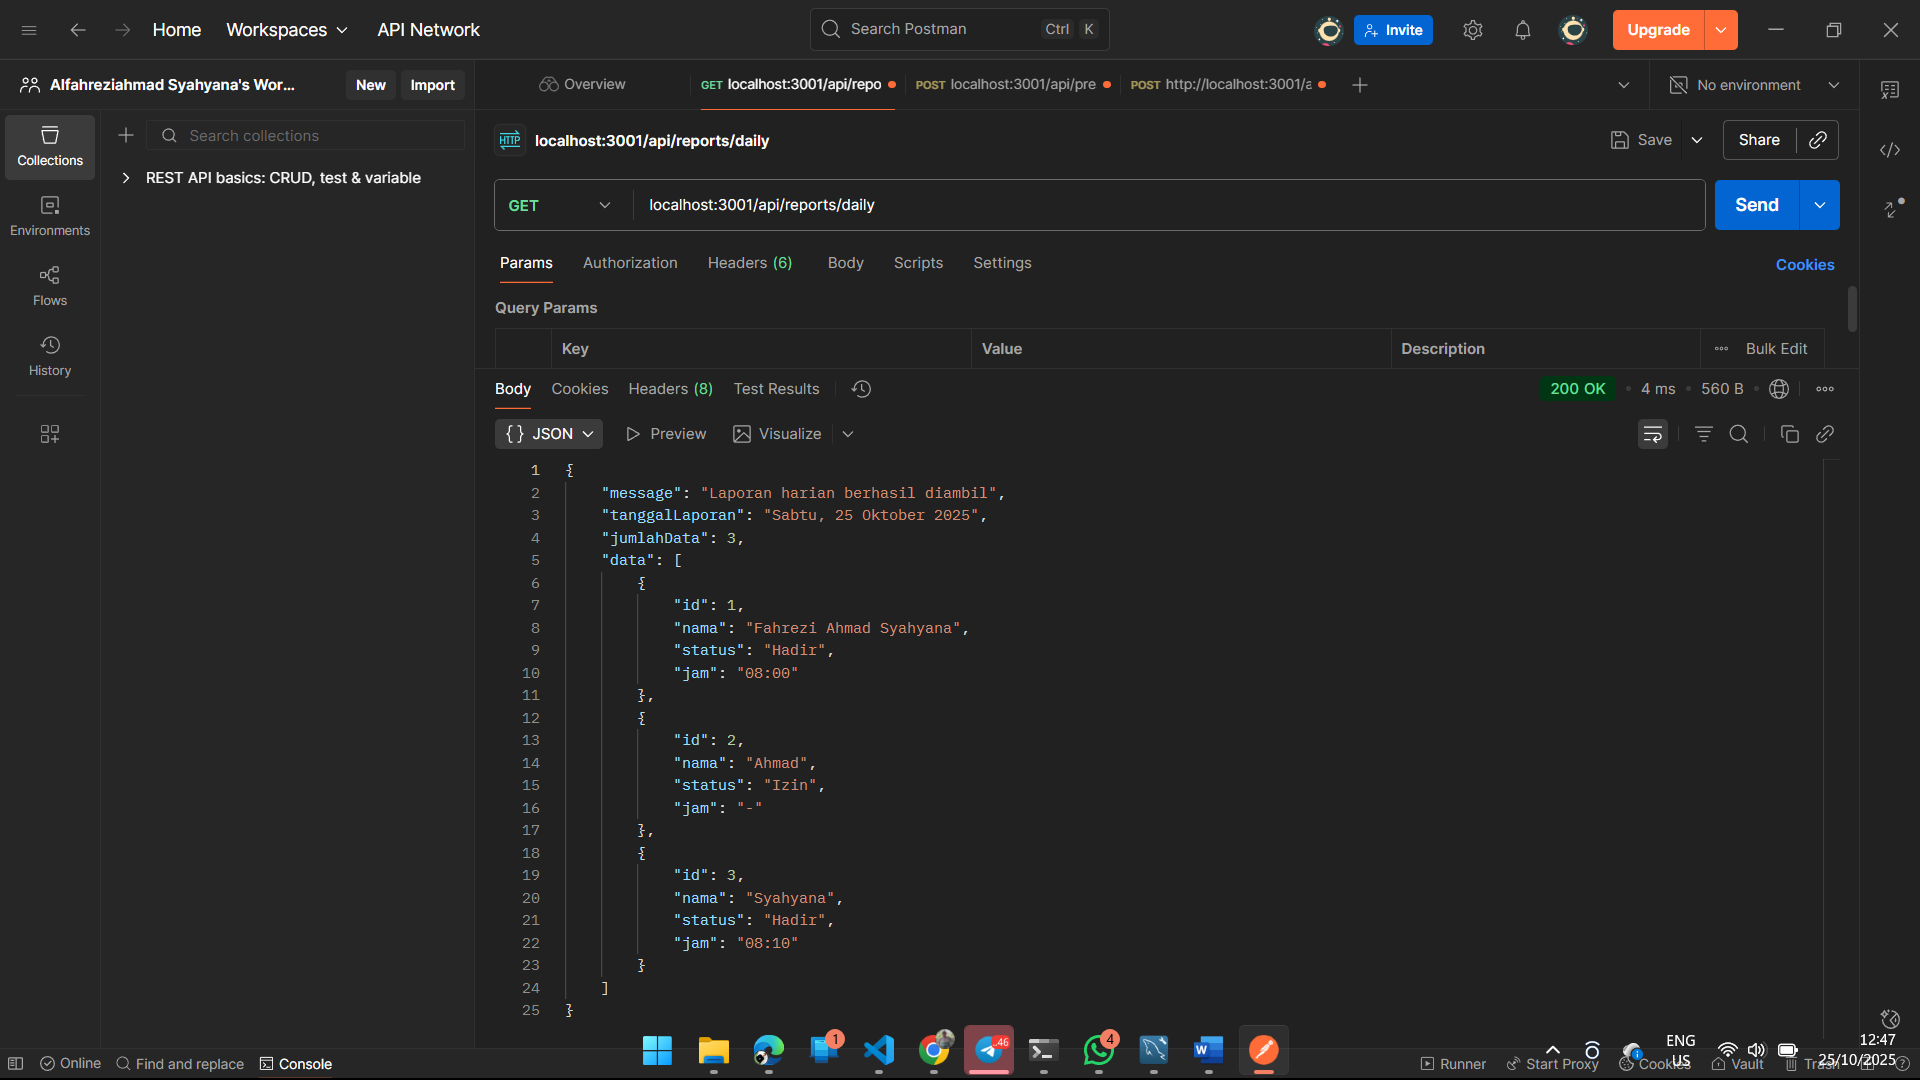 Home
Workspaces
API Network
Search Postman
Ctrl
K
Invite
Upgrade
Alfahreziahmad Syahyana's Wor...
New
Import
Overview
GET localhost:3001/api/repo
POST localhost:3001/api/pre
POST http://localhost:3001/a
No environment
Collections
Environments
Flows
History
Search collections
REST API basics: CRUD, test & variable
HTTP
localhost:3001/api/reports/daily
Save
Share
GET
localhost:3001/api/reports/daily
Send
Params
Authorization
Headers (6)
Body
Scripts
Settings
Cookies
Query Params
Key
Value
Description
Bulk Edit
Body
Cookies
Headers (8)
Test Results
200 OK
4 ms
560 B
{} JSON
Preview
Visualize
1 {
2 "message": "Laporan harian berhasil diambil",
3 "tanggalLaporan": "Sabtu, 25 Oktober 2025",
4 "jumlahData": 3,
5 "data": [
6 {
7 "id": 1,
8 "nama": "Fahrezi Ahmad Syahyana",
9 "status": "Hadir",
10 "jam": "08:00"
11 },
12 {
13 "id": 2,
14 "nama": "Ahmad",
15 "status": "Izin",
16 "jam": "-"
17 },
18 {
19 "id": 3,
20 "nama": "Syahyana",
21 "status": "Hadir",
22 "jam": "08:10"
23 }
24 ]
25 }
Online
Find and replace
Console
1
46
4
Runner
Start Proxy
Cookies
Vault
Trash
ENG
US
12:47
25/10/2025